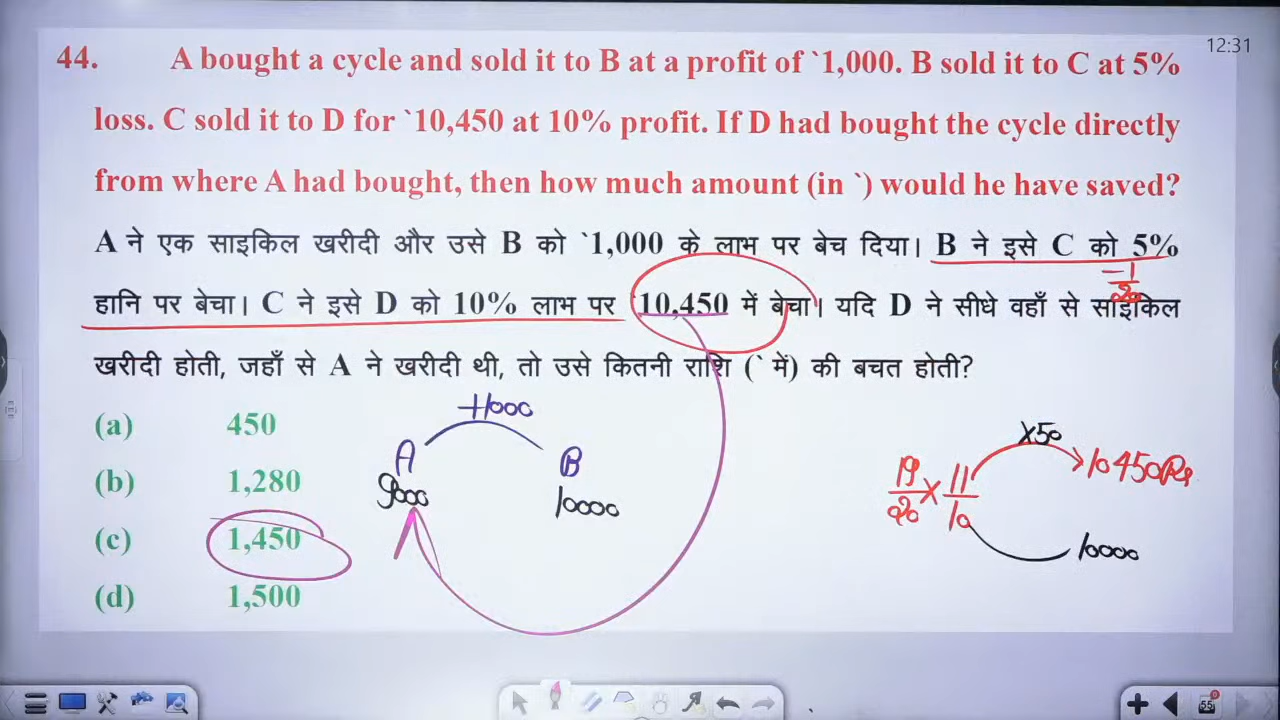 12:31
44. A bought a cycle and sold it to B at a profit of `1,000. B sold it to C at 5%
loss. C sold it to D for `10,450 at 10% profit. If D had bought the cycle directly
from where A had bought, then how much amount (in `) would he have saved?
A ने एक साइकिल खरीदी और उसे B को `1,000 के लाभ पर बेच दिया। B ने इसे C को 5%
हानि पर बेचा। C ने इसे D को 10% लाभ पर `10,450 में बेचा। यदि D ने सीधे वहाँ से साइकिल
-1/20
खरीदी होती, जहाँ से A ने खरीदी थी, तो उसे कितनी राशि (` में) की बचत होती?
(a) 450
(b) 1,280
(c) 1,450
(d) 1,500
+1000
A B
9000 10000
×50
19/20 × 11/10 10450Rs
10000
55